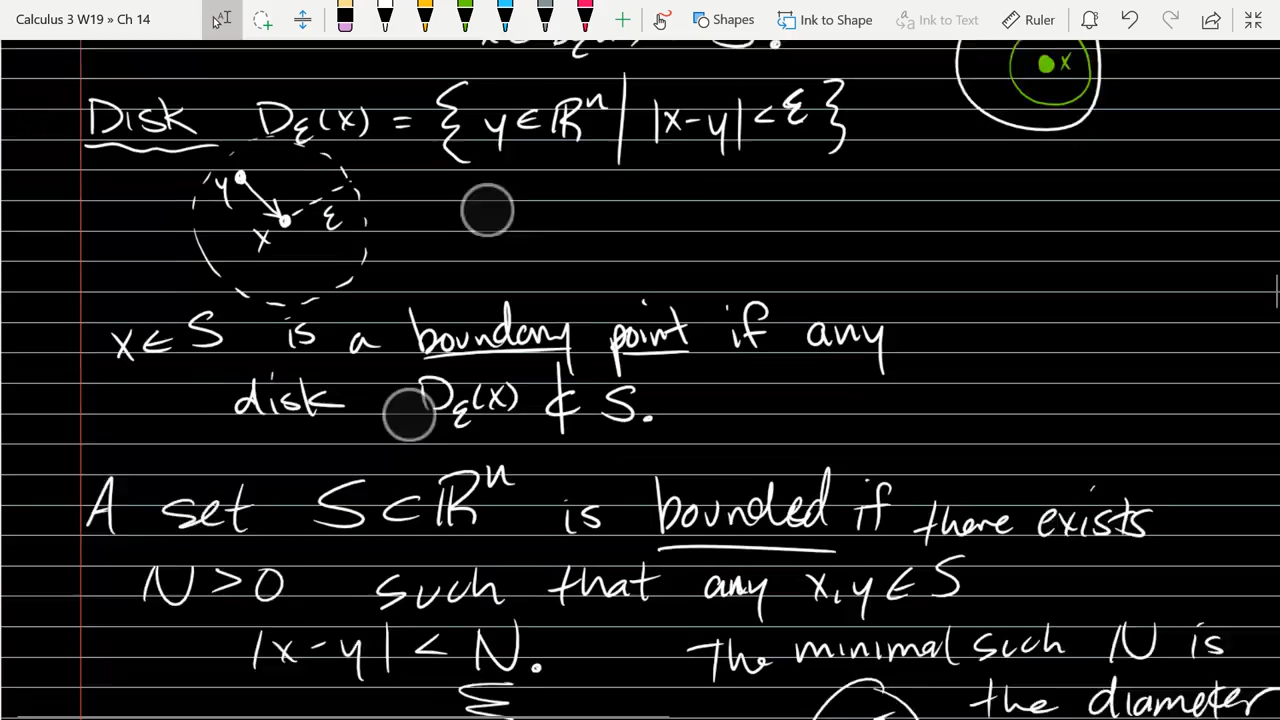 Calculus 3 W19 » Ch 14
Shapes Ink to Shape Ink to Text Ruler
x
Disk Dε(x) = { y ∈ ℝⁿ | |x-y| < ε }
y
ε
x
x ∈ S is a boundary point if any
disk Dε(x) ⊄ S.
A set S ⊂ ℝⁿ is bounded if there exists
N > 0 such that any x, y ∈ S
|x - y| < N. The minimal such N is
the diameter